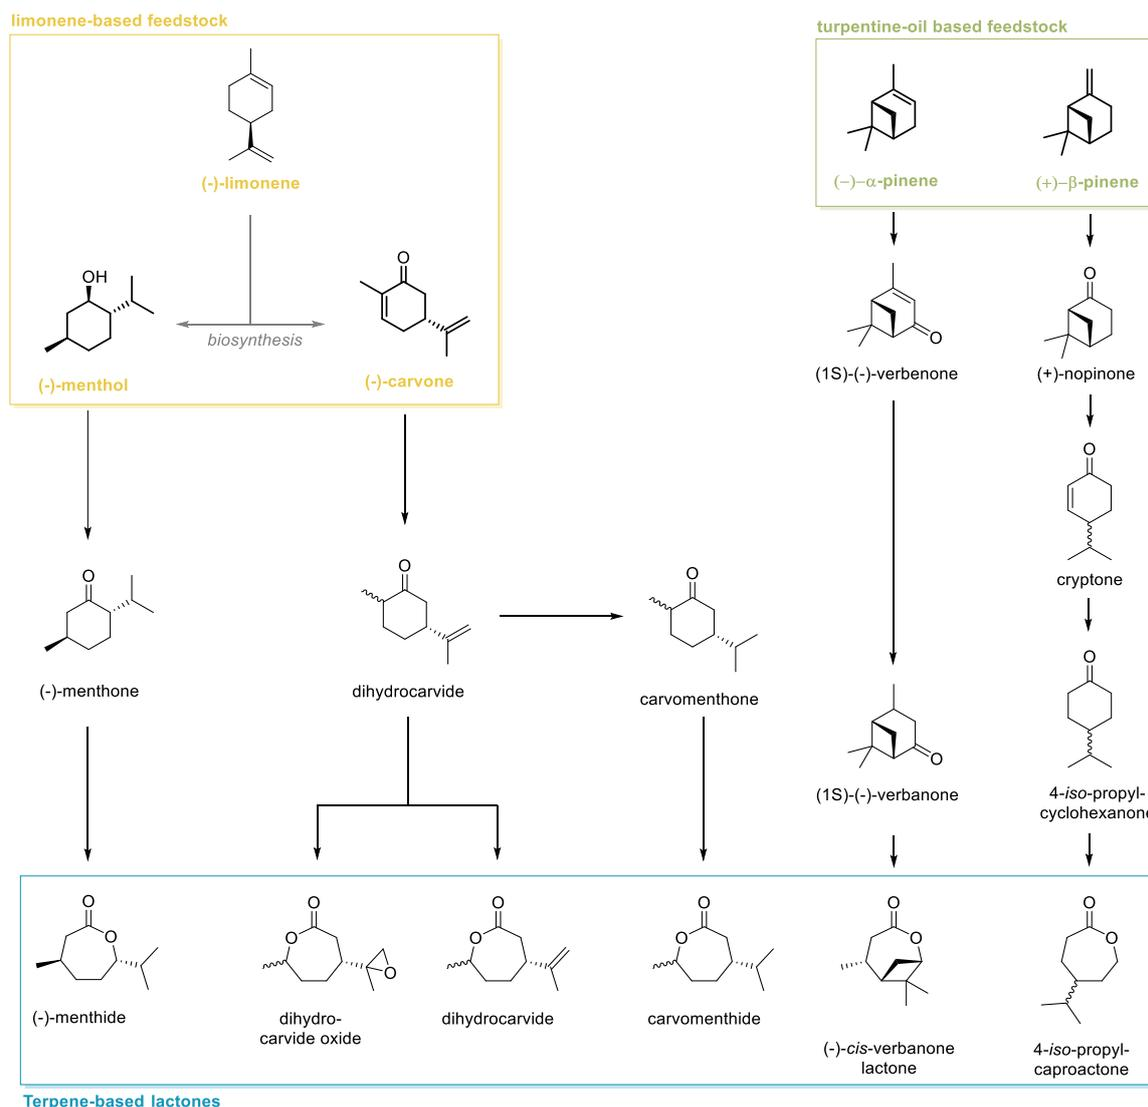 limonene-based feedstock
turpentine-oil based feedstock
(-)-limonene
(−)−α-pinene
(+)−β-pinene
OH
O
biosynthesis
(-)-menthol
(-)-carvone
O
O
(1S)-(-)-verbenone
(+)-nopinone
O
cryptone
O
O
O
(-)-menthone
dihydrocarvide
carvomenthone
O
O
(1S)-(-)-verbanone
4-iso-propyl-
cyclohexanone
O
O
O
O
O
O
O
O
O
O
O
O
O
(-)-menthide
dihydro-
carvide oxide
dihydrocarvide
carvomenthide
(-)-cis-verbanone
lactone
4-iso-propyl-
caproactone
Terpene-based lactones